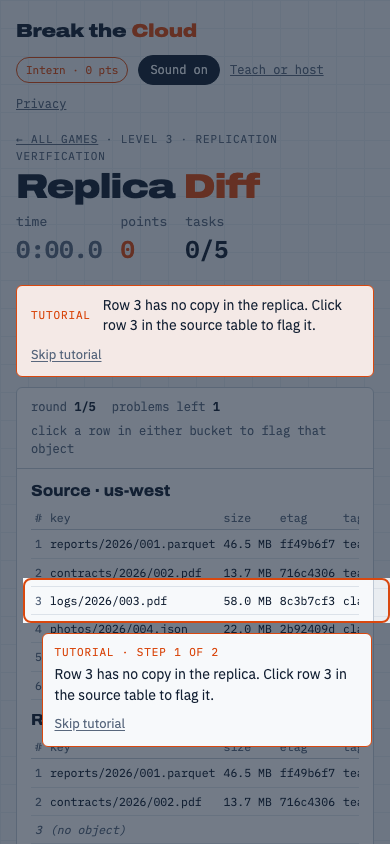 Break the Cloud
Intern · 0 pts
Sound on
Teach or host
Privacy
← ALL GAMES · LEVEL 3 · REPLICATION
VERIFICATION
Replica Diff
time points tasks
0:00.0 0 0/5
TUTORIAL
Row 3 has no copy in the replica. Click
row 3 in the source table to flag it.
Skip tutorial
round 1/5 problems left 1
click a row in either bucket to flag that
object
Source · us-west
# key size etag
1 reports/2026/001.parquet 46.5 MB ff49b6f7
2 contracts/2026/002.pdf 13.7 MB 716c4306
3 logs/2026/003.pdf 58.0 MB 8c3b7cf3
4 photos/2026/004.json 22.0 MB 2b92409d
5
6
TUTORIAL · STEP 1 OF 2
Row 3 has no copy in the replica. Click row 3 in
the source table to flag it.
Skip tutorial
# key size etag
1 reports/2026/001.parquet 46.5 MB ff49b6f7
2 contracts/2026/002.pdf 13.7 MB 716c4306
3 (no object)